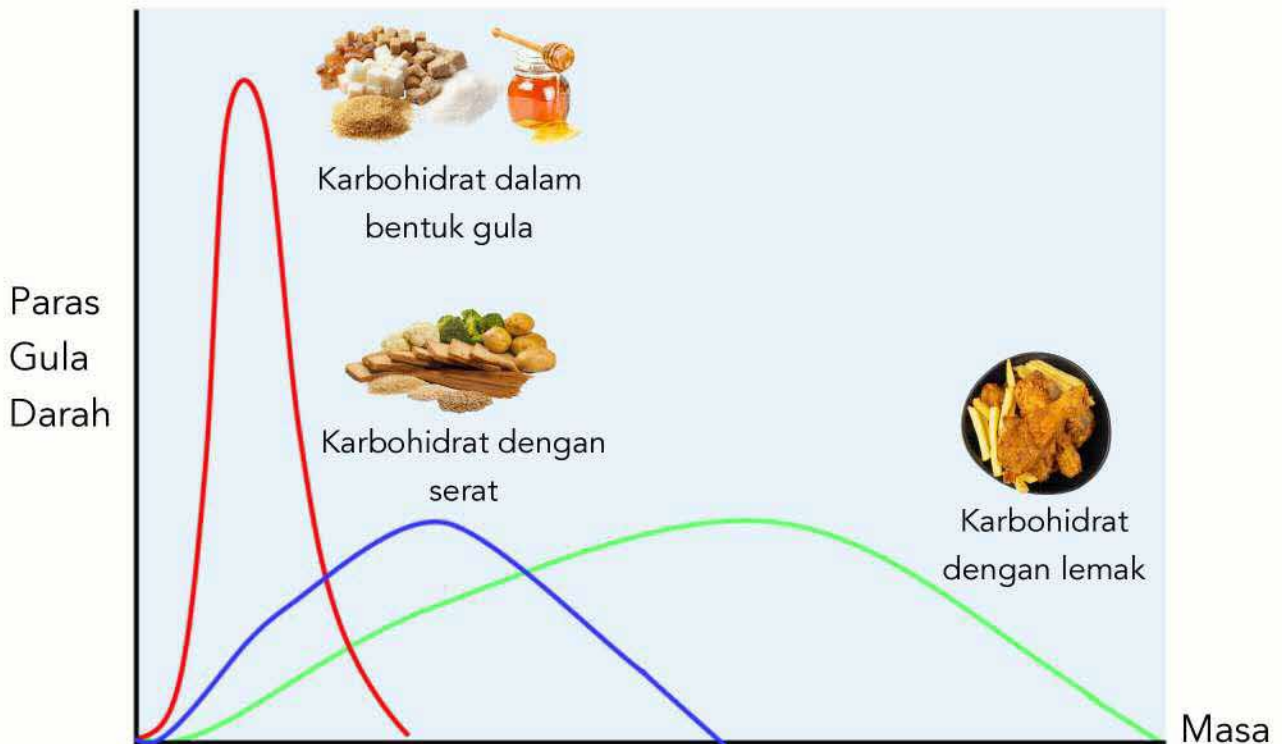 Karbohidrat dalam
bentuk gula
Paras
Gula
Darah
Karbohidrat dengan
serat
Karbohidrat
dengan lemak
Masa